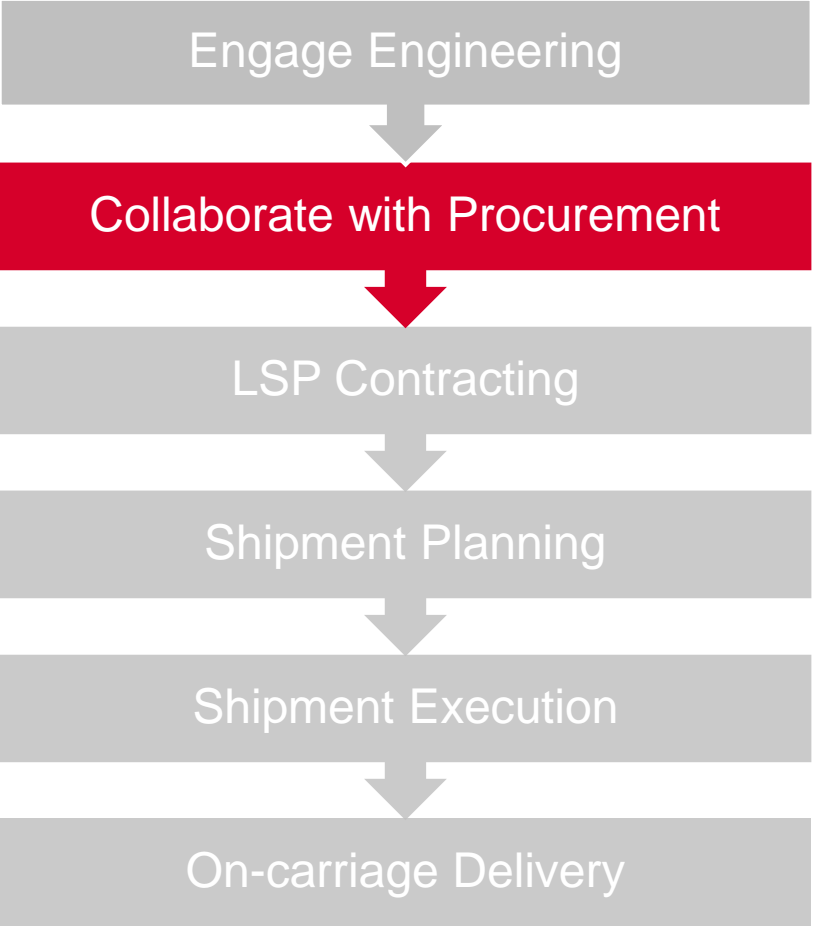 Engage Engineering
Collaborate with Procurement
LSP Contracting
Shipment Planning
Shipment Execution
On-carriage Delivery